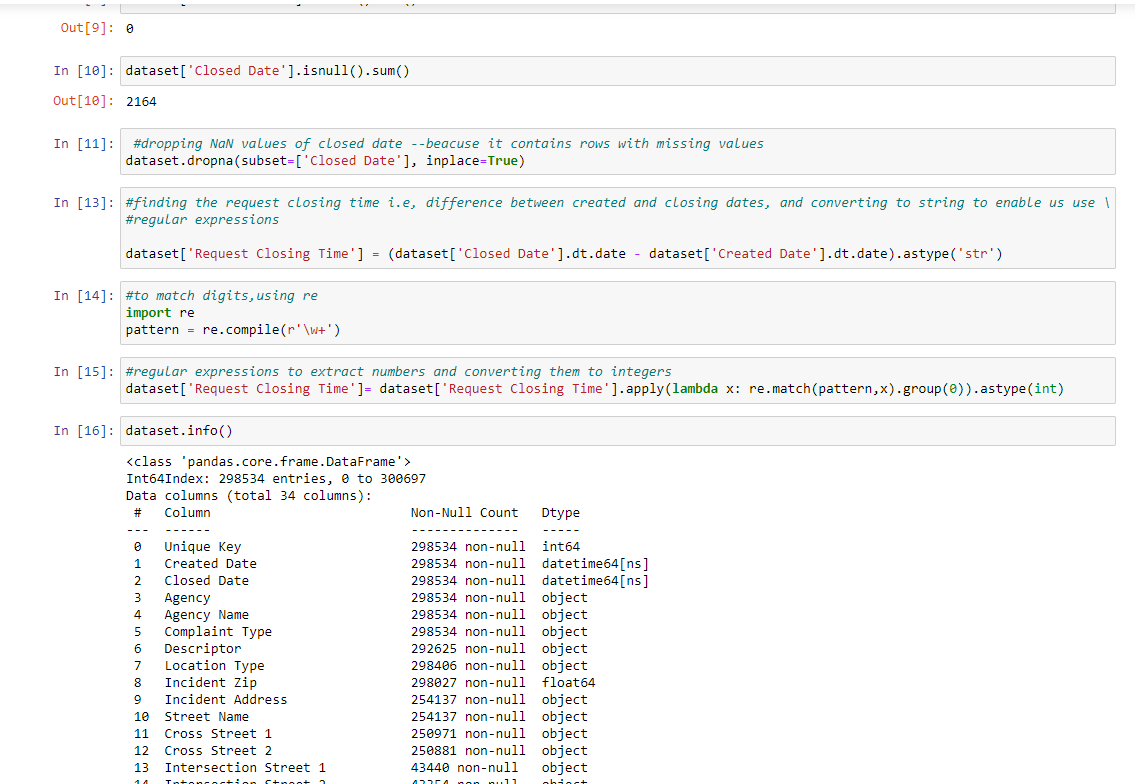 Out[9]: 0
In [10]: dataset['Closed Date'].isnull().sum()
Out[10]: 2164
In [11]: #dropping NaN values of closed date --beacuse it contains rows with missing values
dataset.dropna(subset=['Closed Date'], inplace=True)
In [13]: #finding the request closing time i.e, difference between created and closing dates, and converting to string to enable us use \
#regular expressions
dataset['Request Closing Time'] = (dataset['Closed Date'].dt.date - dataset['Created Date'].dt.date).astype('str')
In [14]: #to match digits,using re
import re
pattern = re.compile(r'\w+')
In [15]: #regular expressions to extract numbers and converting them to integers
dataset['Request Closing Time']= dataset['Request Closing Time'].apply(lambda x: re.match(pattern,x).group(0)).astype(int)
In [16]: dataset.info()
<class 'pandas.core.frame.DataFrame'>
Int64Index: 298534 entries, 0 to 300697
Data columns (total 34 columns):
# Column Non-Null Count Dtype
--- ------ -------------- -----
0 Unique Key 298534 non-null int64
1 Created Date 298534 non-null datetime64[ns]
2 Closed Date 298534 non-null datetime64[ns]
3 Agency 298534 non-null object
4 Agency Name 298534 non-null object
5 Complaint Type 298534 non-null object
6 Descriptor 292625 non-null object
7 Location Type 298406 non-null object
8 Incident Zip 298027 non-null float64
9 Incident Address 254137 non-null object
10 Street Name 254137 non-null object
11 Cross Street 1 250971 non-null object
12 Cross Street 2 250881 non-null object
13 Intersection Street 1 43440 non-null object